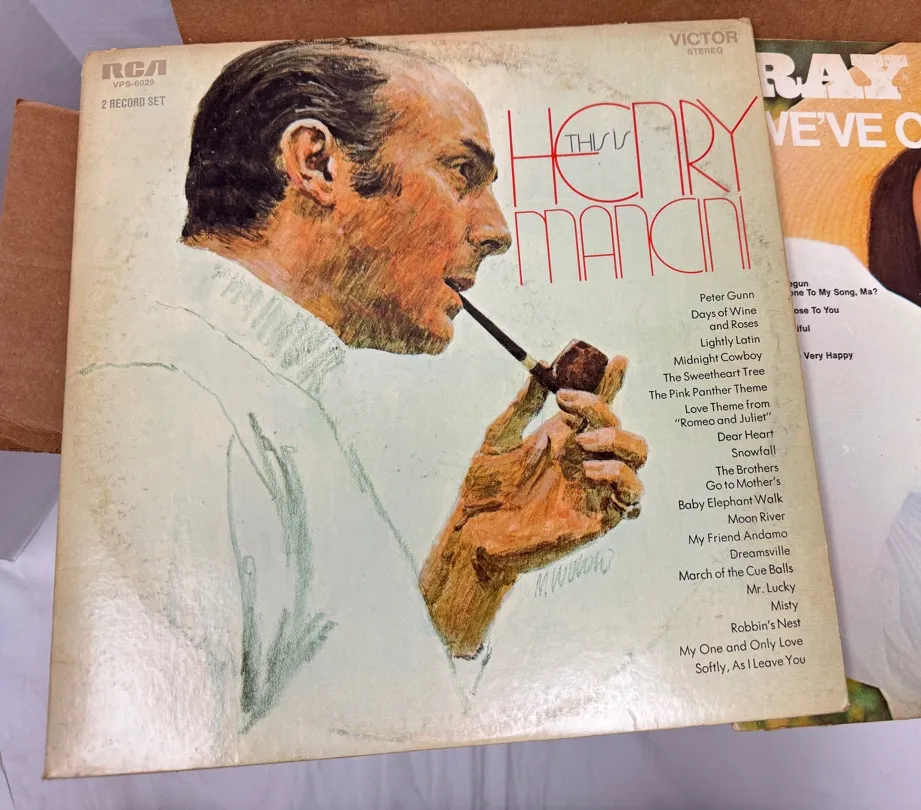 RCA
VPS-6029
2 RECORD SET
VICTOR
STEREO
THIS IS
HENRY
MANCINI
Peter Gunn
Days of Wine
and Roses
Lightly Latin
Midnight Cowboy
The Sweetheart Tree
The Pink Panther Theme
Love Theme from
"Romeo and Juliet"
Dear Heart
Snowfall
The Brothers
Go to Mother's
Baby Elephant Walk
Moon River
My Friend Andamo
Dreamsville
March of the Cue Balls
Mr. Lucky
Misty
Robbin's Nest
My One and Only Love
Softly, As I Leave You
RAY
WE'VE O
egun
ne To My Song, Ma?
ose To You
iful
Very Happy